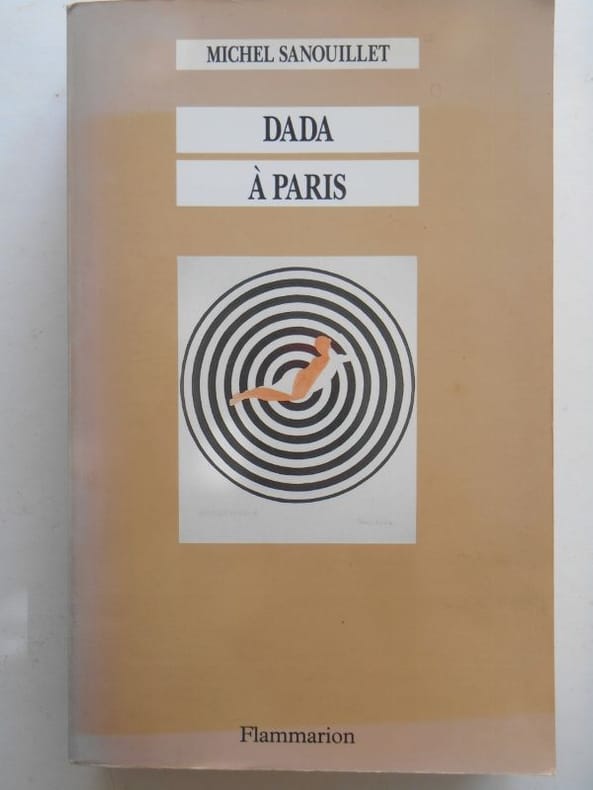 MICHEL SANOUILLET
DADA
À PARIS
Flammarion